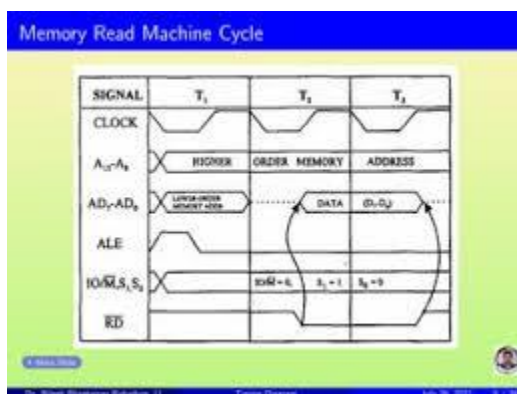 Memory Read Machine Cycle
SIGNAL T₁ T₂ T₃
CLOCK
A₁₅-A₈ HIGHER ORDER MEMORY ADDRESS
AD₇-AD₀ LOWER-ORDER MEMORY ADDR DATA (D₇-D₀)
ALE
IO/M̅,S₁,S₀ IO/M̅ = 0, S₁ = 1 S₀ = 0
R̅D̅